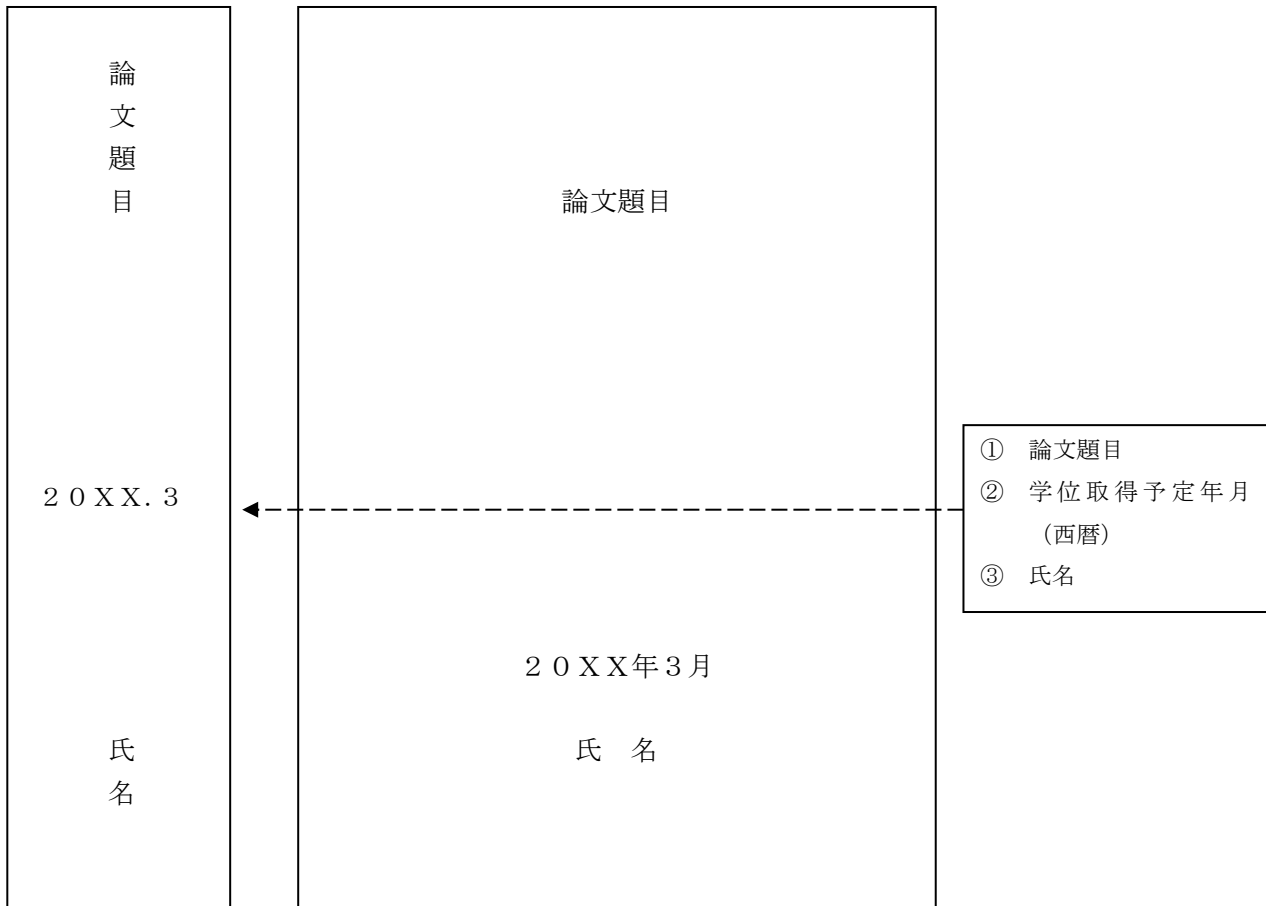 論文題目
２０XX.３
氏名
論文題目
２０XX年３月
氏　名
①　論文題目
②　学位取得予定年月
（西暦）
③　氏名